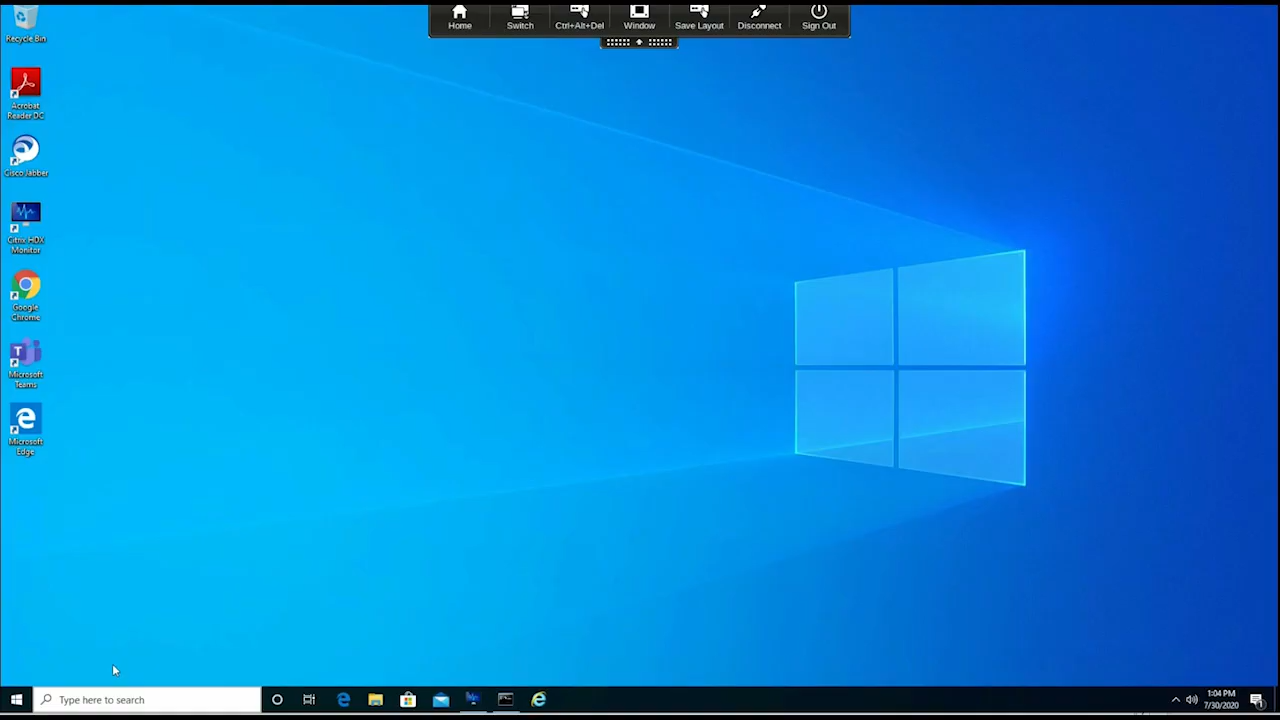 Home Switch Ctrl+Alt+Del Window Save Layout Disconnect Sign Out
Recycle Bin
Acrobat
Reader DC
Cisco Jabber
Citrix HDX
Monitor
Google
Chrome
Microsoft
Teams
Microsoft
Edge
Type here to search
1:04 PM
7/30/2020